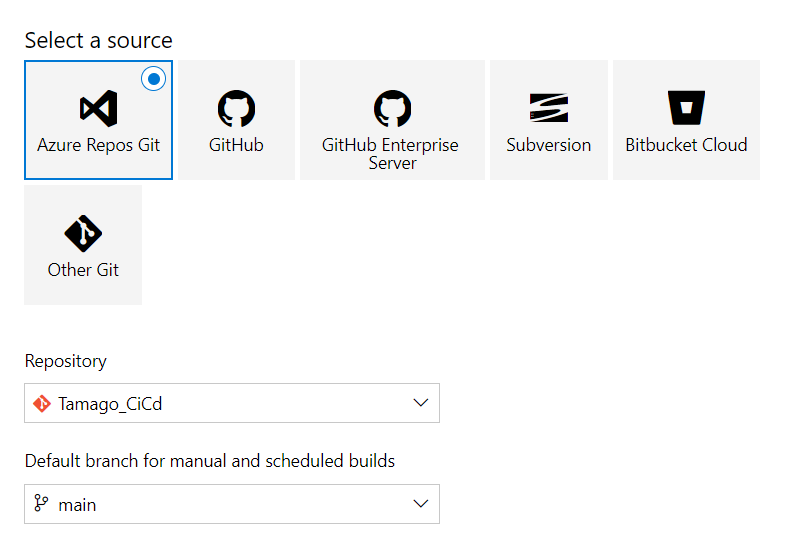 Select a source
Azure Repos Git
GitHub
GitHub Enterprise
Server
Subversion
Bitbucket Cloud
Other Git
Repository
Tamago_CiCd
Default branch for manual and scheduled builds
main